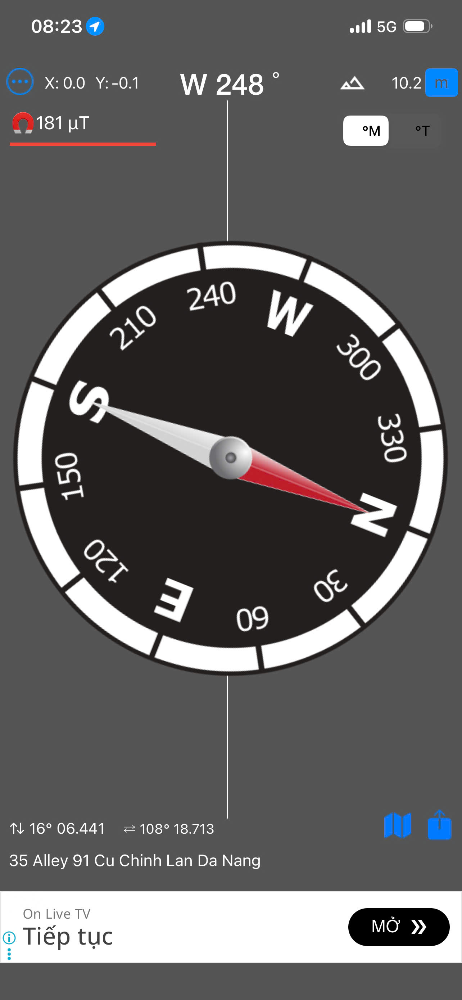 08:23
5G
X: 0.0 Y: -0.1
W 248 °
10.2 m
181 µT
°M °T
240
W
210
300
S
330
150
N
120
30
E
60
16° 06.441 108° 18.713
35 Alley 91 Cu Chinh Lan Da Nang
On Live TV
Tiếp tục
MỞ